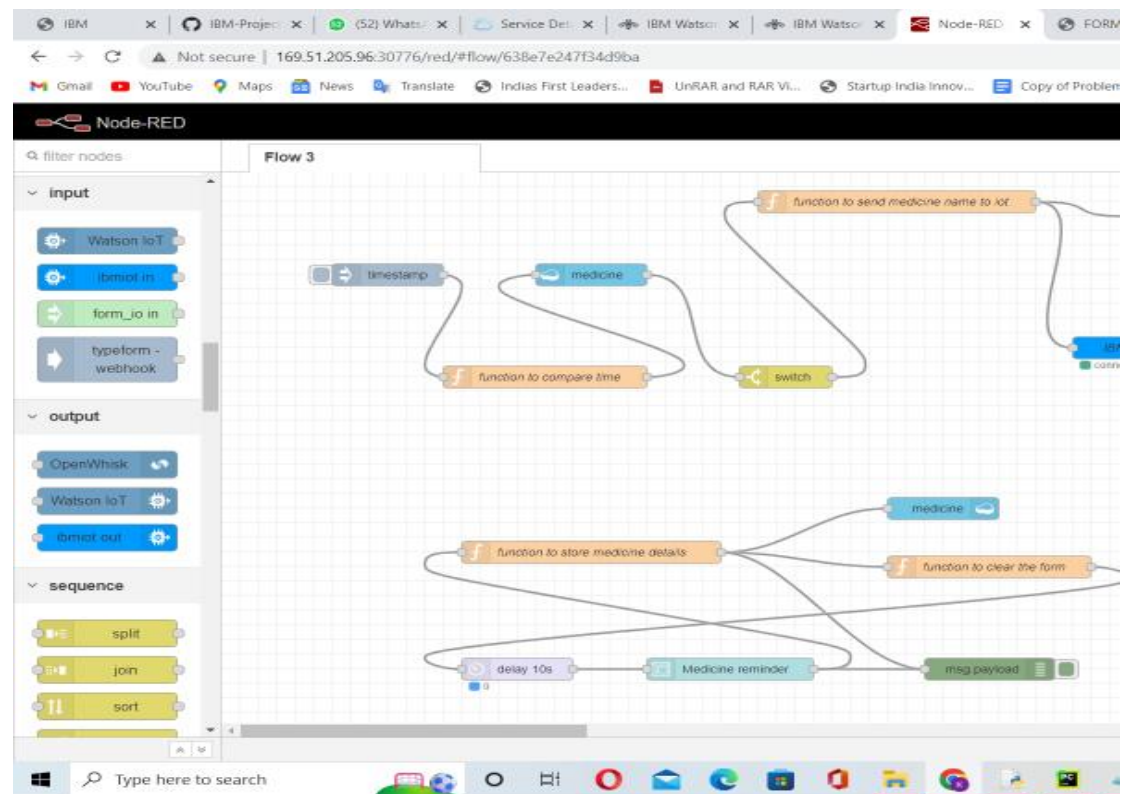 IBM
IBM-Projec
(52) Whats
Service Det
IBM Watson
IBM Watson
Node-RED
FORM
Not secure | 169.51.205.96:30776/red/#flow/638e7e247f34d9ba
Gmail YouTube Maps News Translate Indias First Leaders... UnRAR and RAR Vi... Startup India Innov... Copy of Problem
Node-RED
filter nodes
Flow 3
input
Watson IoT
ibmiot in
form_io in
typeform -
webhook
output
OpenWhisk
Watson IoT
ibmiot out
sequence
split
join
sort
function to send medicine name to iot
timestamp
medicine
function to compare time
switch
IBM
conne
medicine
function to store medicine details
function to clear the form
delay 10s
Medicine reminder
msg.payload
0
Type here to search